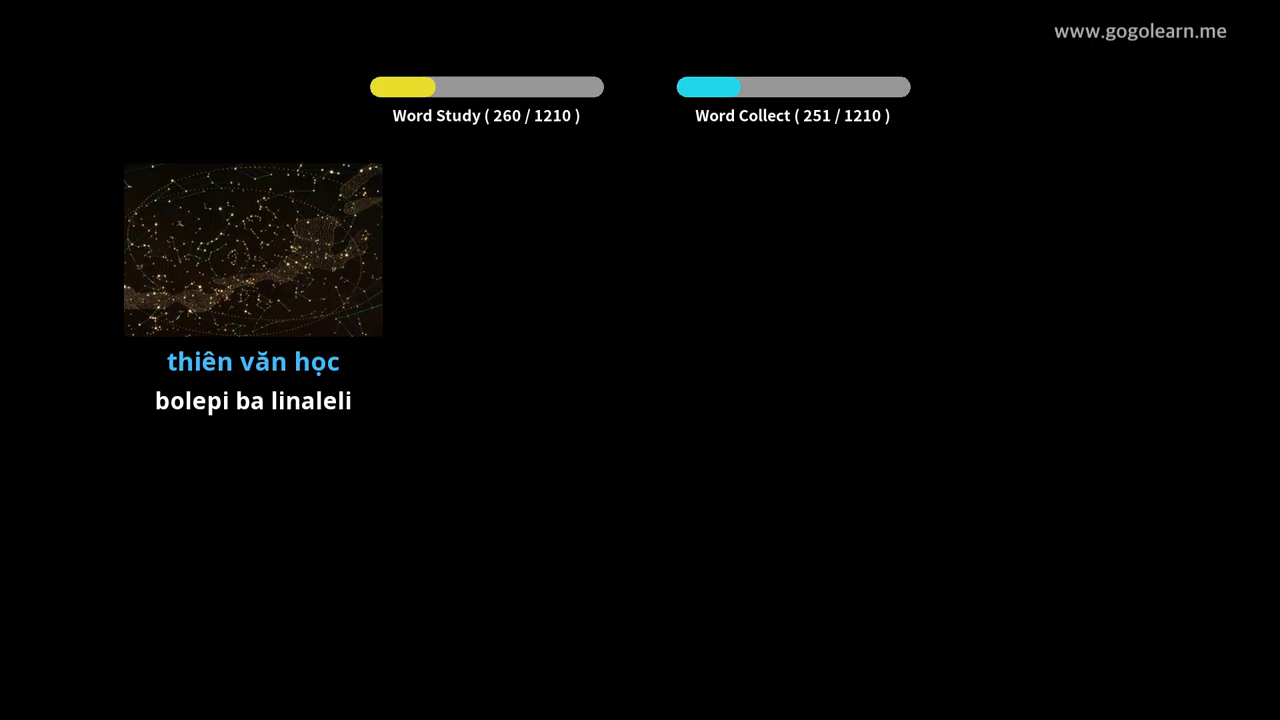 www.gogolearn.me
Word Study ( 260 / 1210 )
Word Collect ( 251 / 1210 )
thiên văn học
bolepi ba linaleli